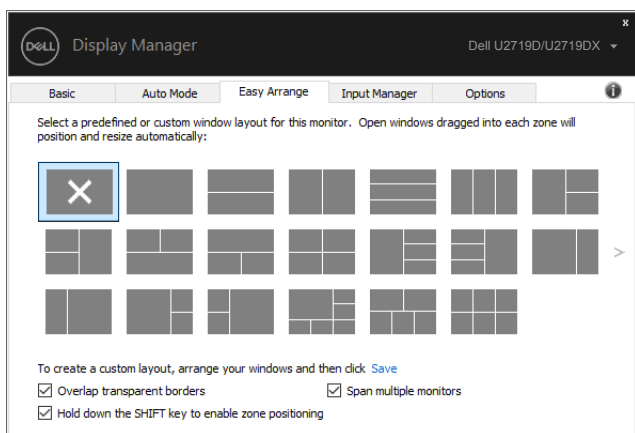 x
DELL Display Manager Dell U2719D/U2719DX
Basic Auto Mode Easy Arrange Input Manager Options i
Select a predefined or custom window layout for this monitor. Open windows dragged into each zone will
position and resize automatically:
>
To create a custom layout, arrange your windows and then click Save
Overlap transparent borders Span multiple monitors
Hold down the SHIFT key to enable zone positioning